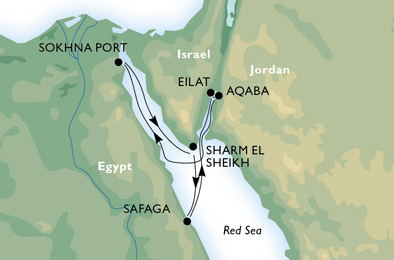 SOKHNA PORT
Israel
Jordan
EILAT
AQABA
SHARM EL
SHEIKH
Egypt
SAFAGA
Red Sea